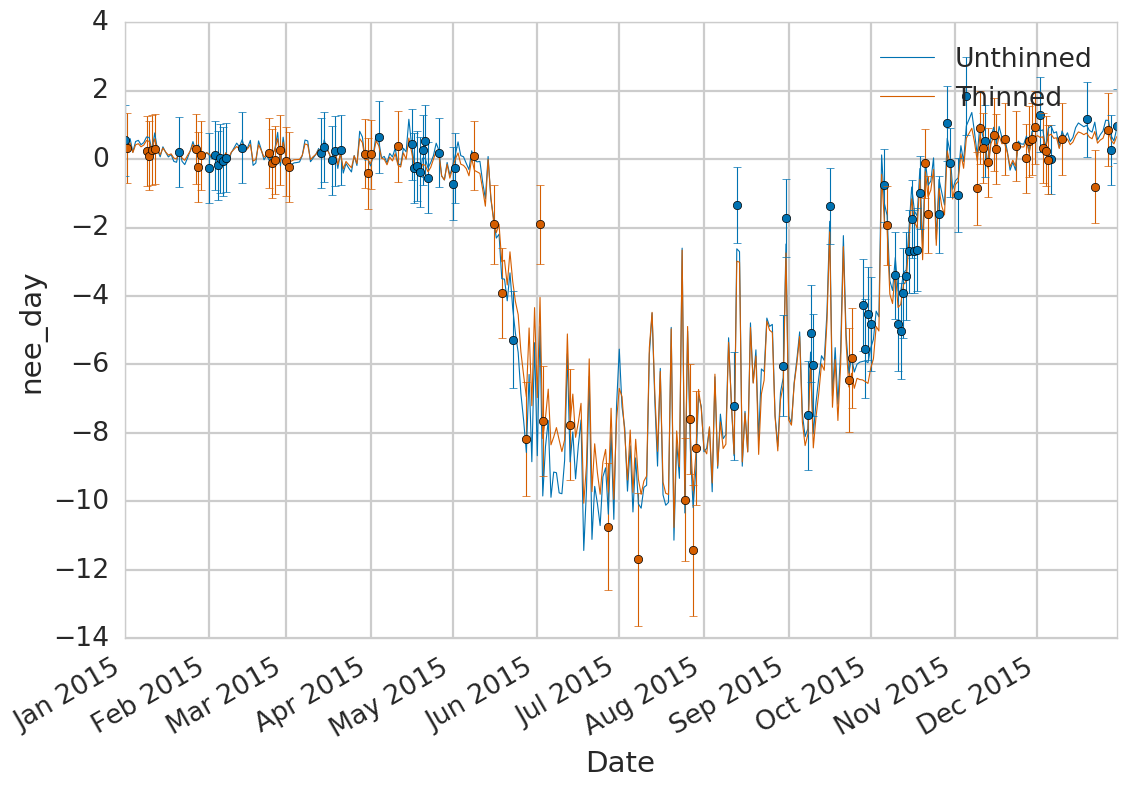 4
2
0
−2
−4
−6
−8
−10
−12
−14
nee_day
Unthinned
Thinned
Jan 2015
Feb 2015
Mar 2015
Apr 2015
May 2015
Jun 2015
Jul 2015
Aug 2015
Sep 2015
Oct 2015
Nov 2015
Dec 2015
Date